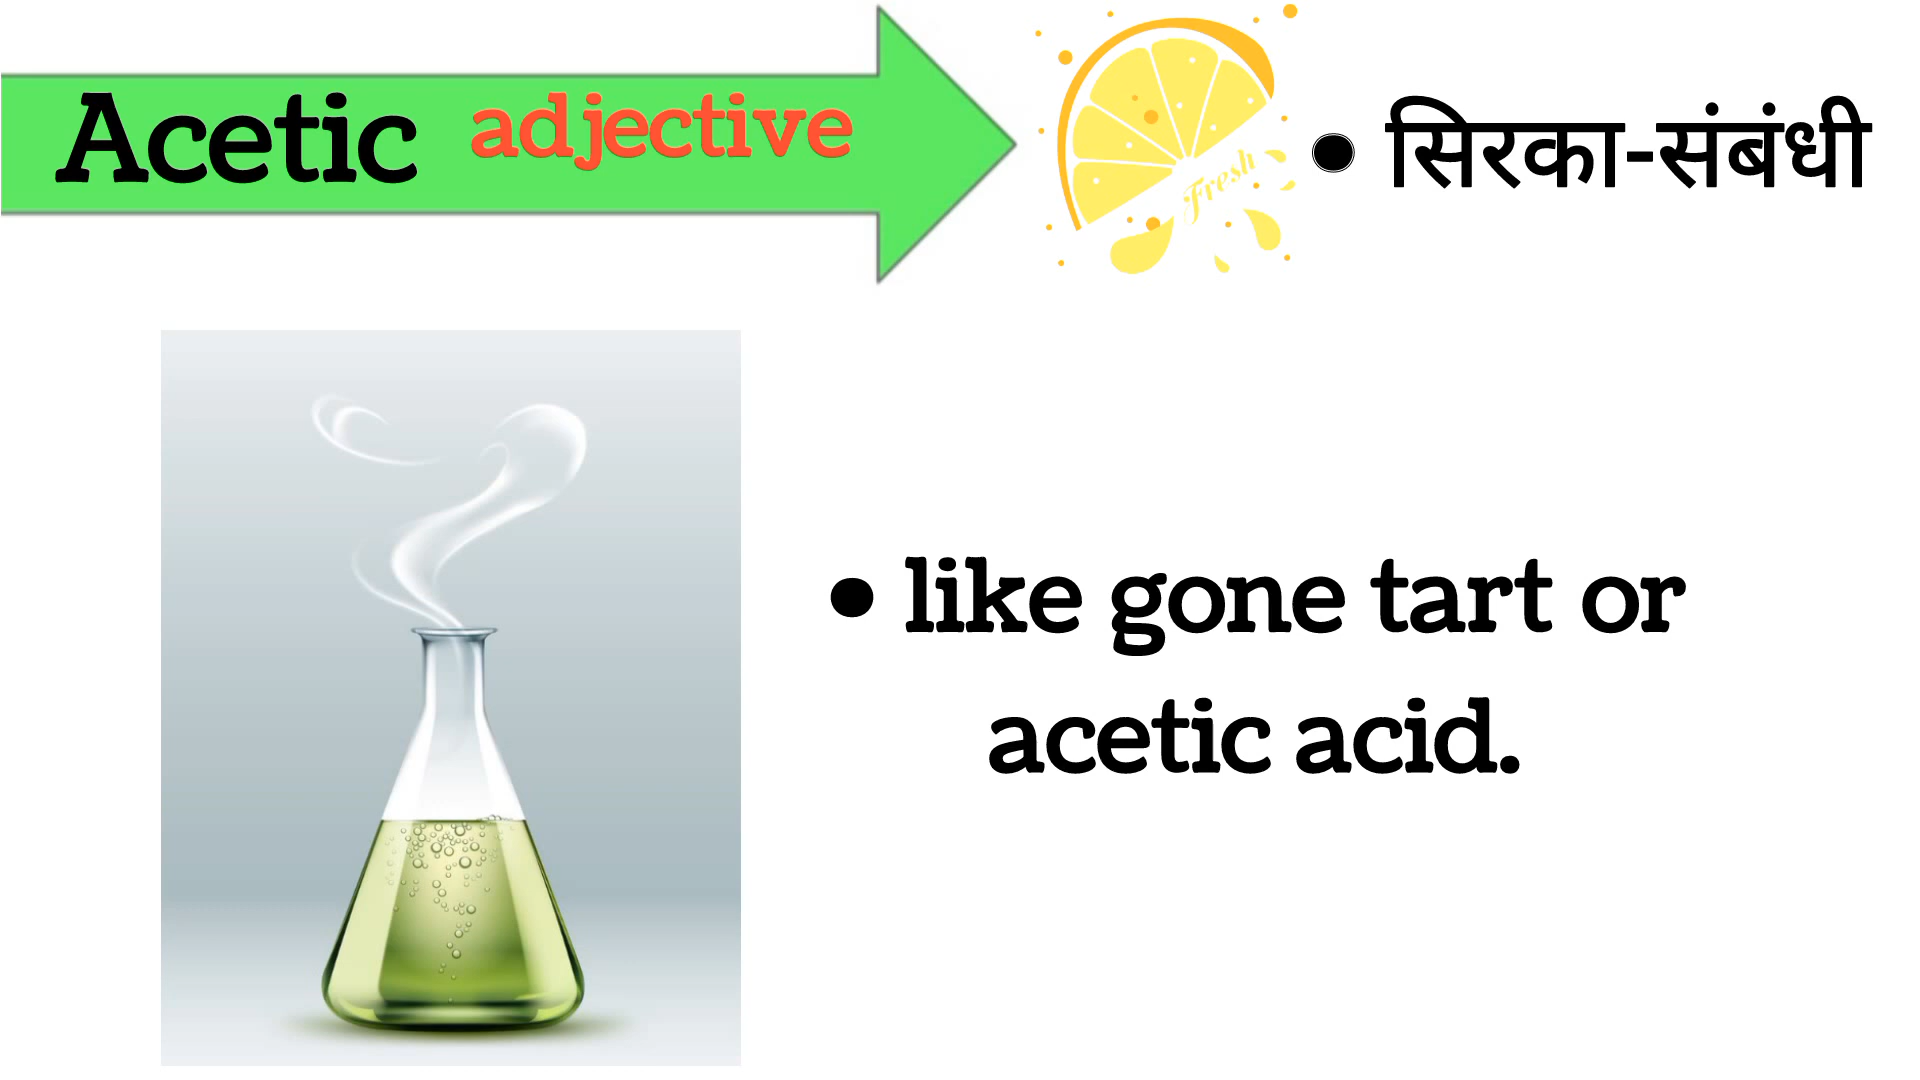 Acetic adjective
Fresh
• सिरका-संबंधी
• like gone tart or
acetic acid.